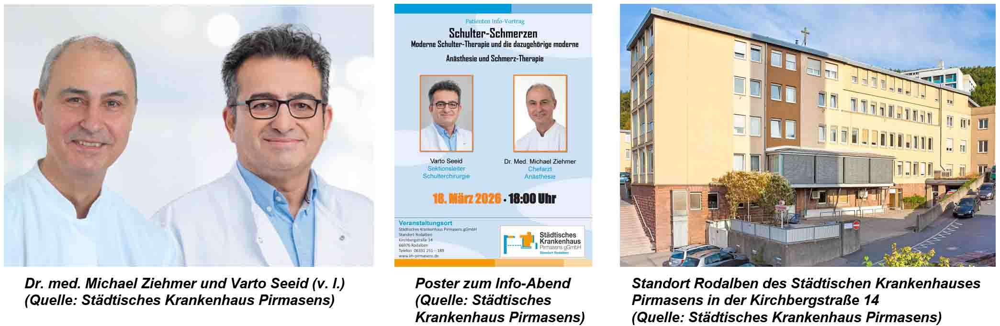 Patienten Info-Vortrag
Schulter-Schmerzen
Moderne Schulter-Therapie und die dazugehörige moderne
Anästhesie und Schmerz-Therapie
Varto Seeid
Sektionsleiter
Schulterchirurgie
Dr. Med. Michael Ziehmer
Chefarzt
Anästhesie
18. März 2026 · 18:00 Uhr
Veranstaltungsort
Städtisches Krankenhaus Pirmasens gGmbH
Standort Rodalben
Kirchbergstraße 14
66976 Rodalben
Telefon 06331 251 – 189
www.kh-pirmasens.de
Städtisches
Krankenhaus
Pirmasens gGmbH
Standort Rodalben
Dr. med. Michael Ziehmer und Varto Seeid (v. l.)
(Quelle: Städtisches Krankenhaus Pirmasens)
Poster zum Info-Abend
(Quelle: Städtisches
Krankenhaus Pirmasens)
Standort Rodalben des Städtischen Krankenhauses
Pirmasens in der Kirchbergstraße 14
(Quelle: Städtisches Krankenhaus Pirmasens)